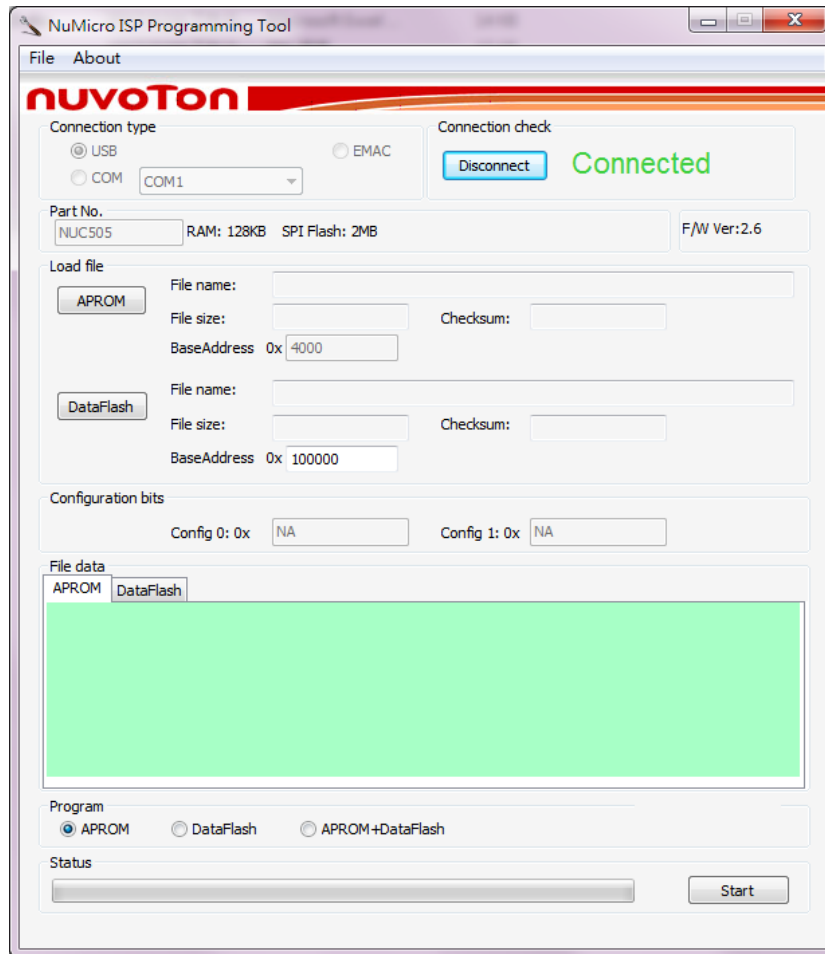 NuMicro ISP Programming Tool
File About
nuvoTon
Connection type
USB
EMAC
COM
COM1
Connection check
Disconnect
Connected
Part No.
NUC505
RAM: 128KB
SPI Flash: 2MB
F/W Ver:2.6
Load file
APROM
File name:
File size:
Checksum:
BaseAddress 0x
4000
DataFlash
File name:
File size:
Checksum:
BaseAddress 0x
100000
Configuration bits
Config 0: 0x
NA
Config 1: 0x
NA
File data
APROM
DataFlash
Program
APROM
DataFlash
APROM+DataFlash
Status
Start